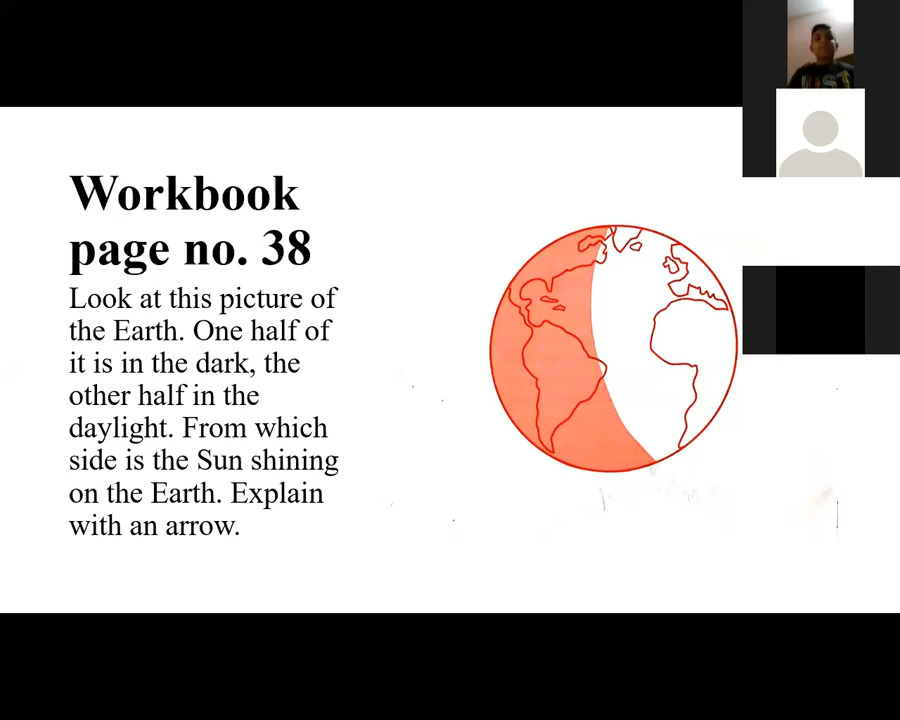 Workbook
page no. 38
Look at this picture of
the Earth. One half of
it is in the dark, the
other half in the
daylight. From which
side is the Sun shining
on the Earth. Explain
with an arrow.